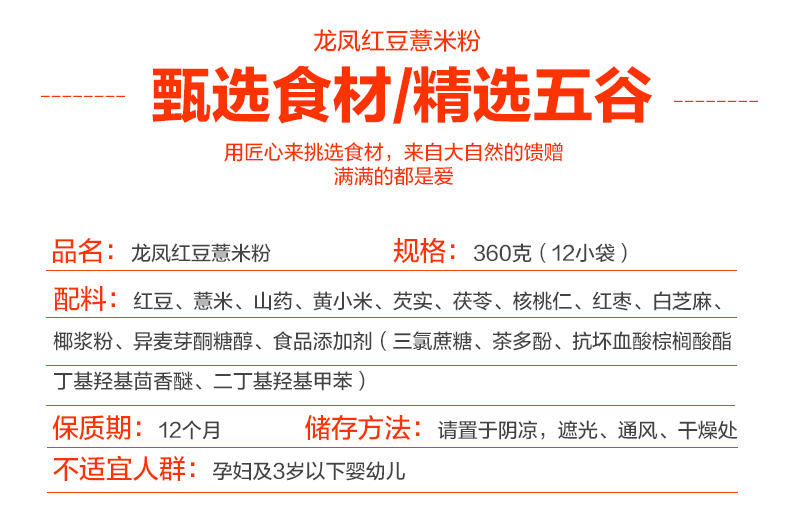 龙凤红豆薏米粉
甄选食材/精选五谷
用匠心来挑选食材，来自大自然的馈赠
满满的都是爱
品名：龙凤红豆薏米粉 规格：360克（12小袋）
配料：红豆、薏米、山药、黄小米、芡实、茯苓、核桃仁、红枣、白芝麻、
椰浆粉、异麦芽酮糖醇、食品添加剂（三氯蔗糖、茶多酚、抗坏血酸棕榈酸酯
丁基羟基茴香醚、二丁基羟基甲苯）
保质期：12个月 储存方法：请置于阴凉，遮光、通风、干燥处
不适宜人群：孕妇及3岁以下婴幼儿